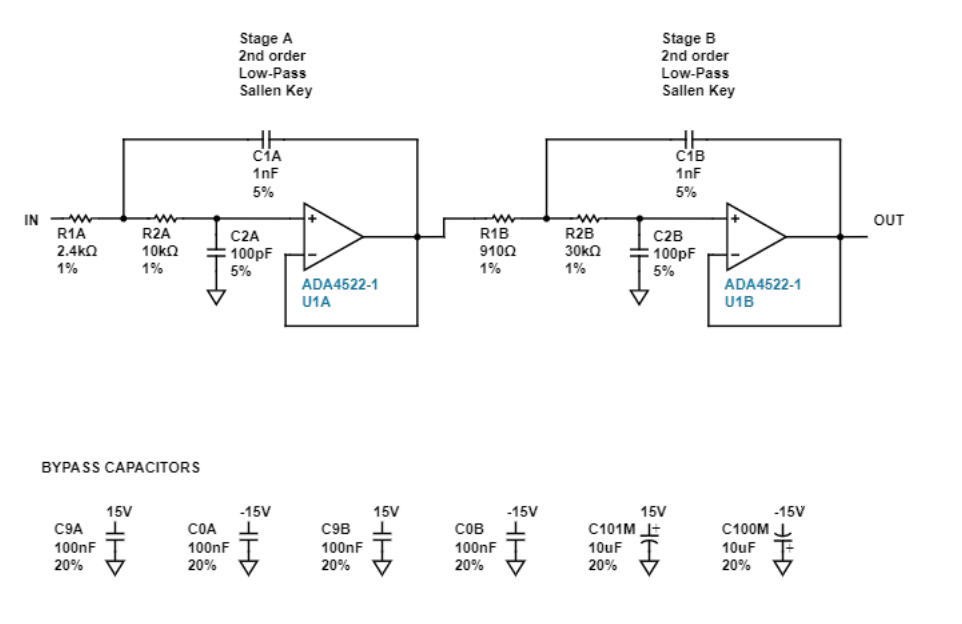 Stage A
2nd order
Low-Pass
Sallen Key
Stage B
2nd order
Low-Pass
Sallen Key
C1A
1nF
5%
C1B
1nF
5%
IN
R1A
2.4kΩ
1%
R2A
10kΩ
1%
C2A
100pF
5%
+
−
ADA4522-1
U1A
R1B
910Ω
1%
R2B
30kΩ
1%
C2B
100pF
5%
+
−
ADA4522-1
U1B
OUT
BYPASS CAPACITORS
15V
C9A
100nF
20%
-15V
C0A
100nF
20%
15V
C9B
100nF
20%
-15V
C0B
100nF
20%
15V
C101M
+
10uF
20%
-15V
C100M
10uF
+
20%